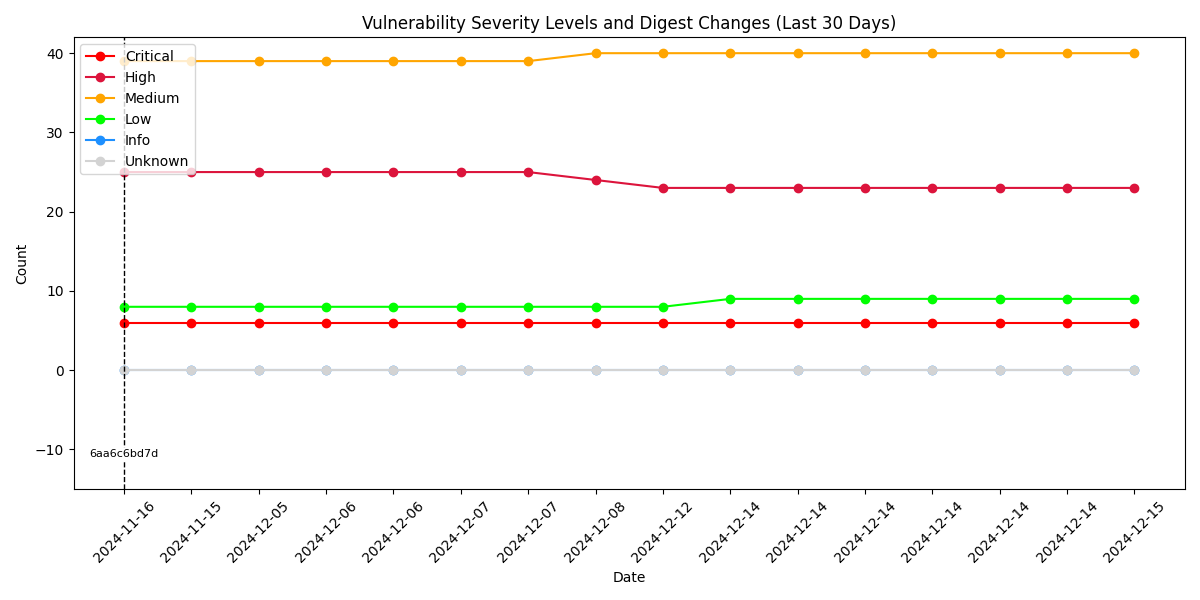 Vulnerability Severity Levels and Digest Changes (Last 30 Days)
Critical
High
Medium
Low
Info
Unknown
40
30
20
10
0
−10
Count
6aa6c6bd7d
2024-11-16
2024-11-15
2024-12-05
2024-12-06
2024-12-06
2024-12-07
2024-12-07
2024-12-08
2024-12-12
2024-12-14
2024-12-14
2024-12-14
2024-12-14
2024-12-14
2024-12-14
2024-12-15
Date